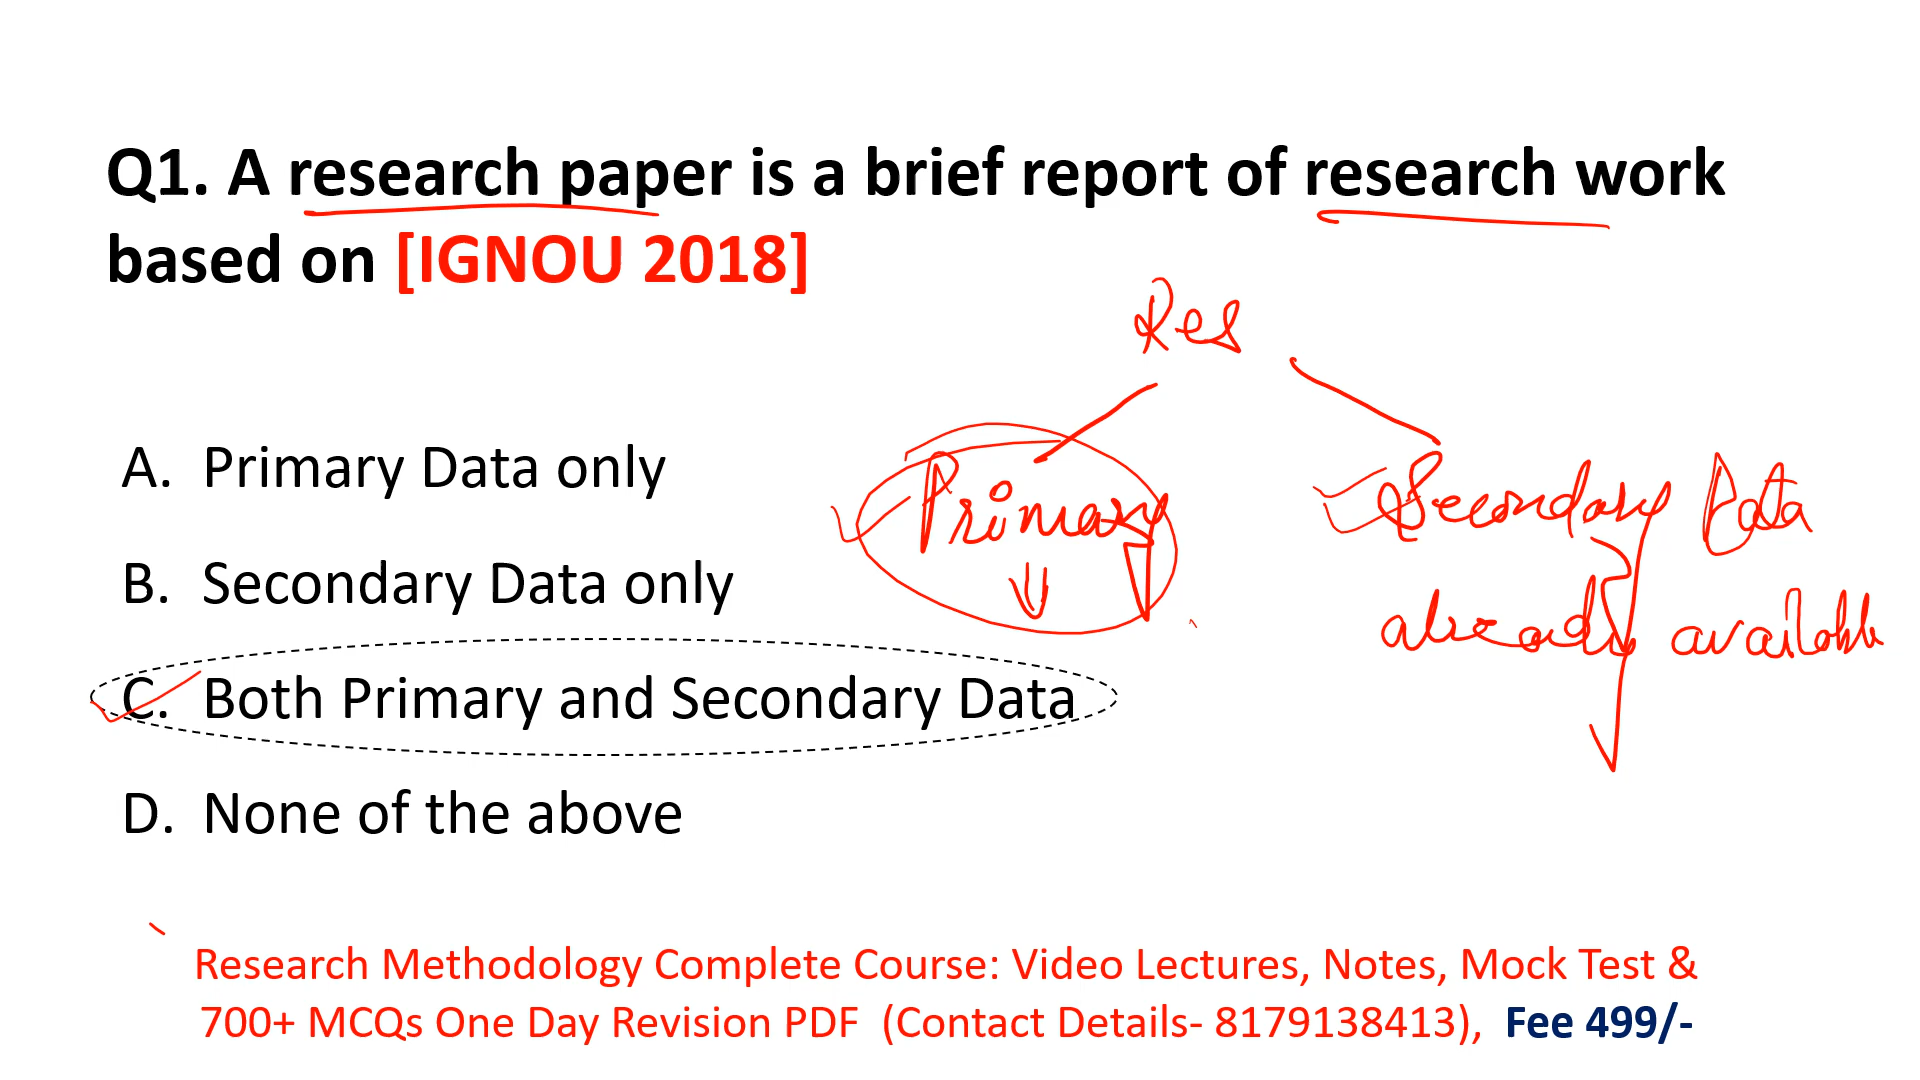 Q1. A research paper is a brief report of research work
based on [IGNOU 2018]
Res
A. Primary Data only
Primary
Secondary Data
B. Secondary Data only
already available
C. Both Primary and Secondary Data
D. None of the above
Research Methodology Complete Course: Video Lectures, Notes, Mock Test &
700+ MCQs One Day Revision PDF (Contact Details- 8179138413), Fee 499/-